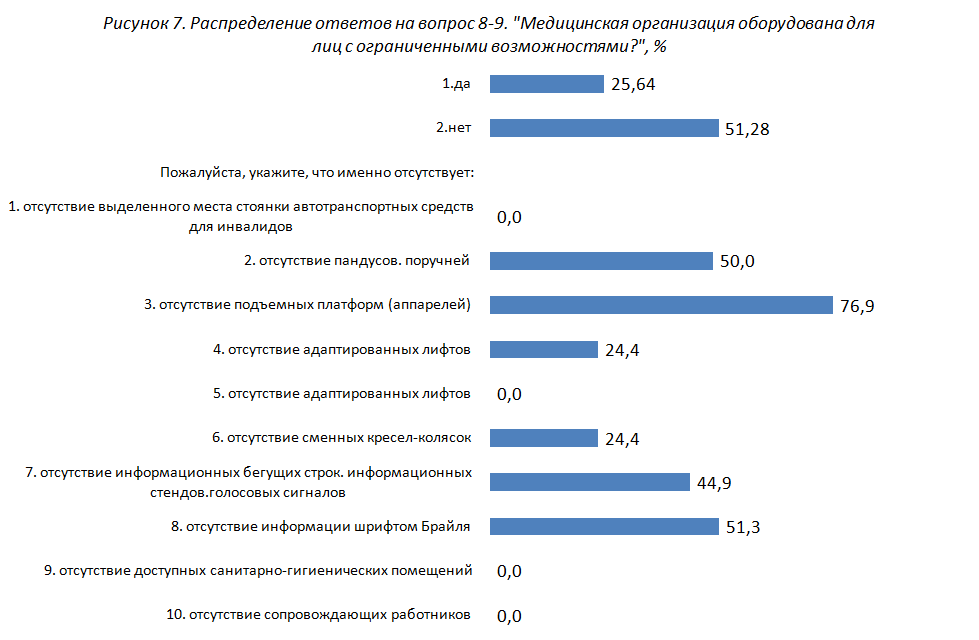 Рисунок 7. Распределение ответов на вопрос 8-9. "Медицинская организация оборудована для
лиц с ограниченными возможностями?", %
1.да
25,64
2.нет
51,28
Пожалуйста, укажите, что именно отсутствует:
1. отсутствие выделенного места стоянки автотранспортных средств
для инвалидов
0,0
2. отсутствие пандусов. поручней
50,0
3. отсутствие подъемных платформ (аппарелей)
76,9
4. отсутствие адаптированных лифтов
24,4
5. отсутствие адаптированных лифтов
0,0
6. отсутствие сменных кресел-колясок
24,4
7. отсутствие информационных бегущих строк. информационных
стендов.голосовых сигналов
44,9
8. отсутствие информации шрифтом Брайля
51,3
9. отсутствие доступных санитарно-гигиенических помещений
0,0
10. отсутствие сопровождающих работников
0,0